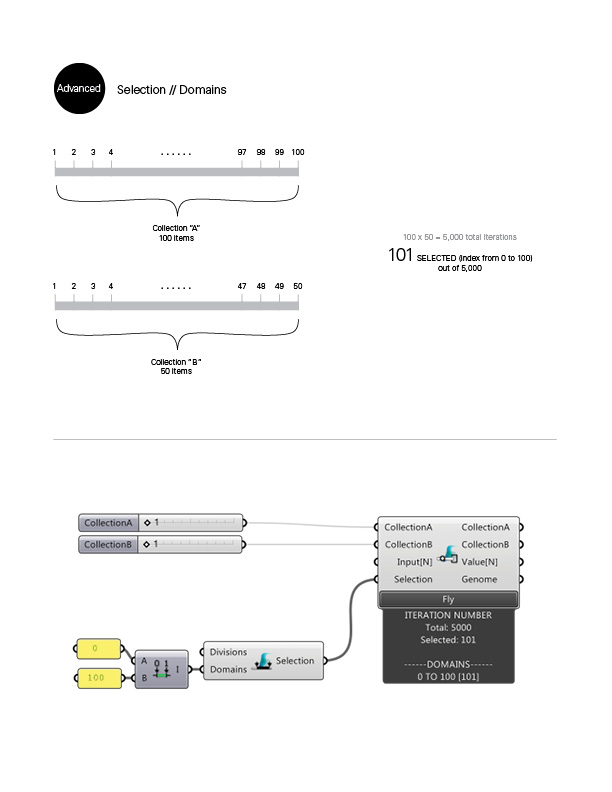 Advanced
Selection // Domains
1 2 3 4 ...... 97 98 99 100
Collection "A"
100 items
100 x 50 = 5,000 total iterations
101 SELECTED (index from 0 to 100)
out of 5,000
1 2 3 4 ...... 47 48 49 50
Collection "B"
50 items
CollectionA ◇ 1
CollectionB ◇ 1
CollectionA CollectionA
CollectionB CollectionB
Input[N] Value[N]
Selection Genome
Fly
ITERATION NUMBER
Total: 5000
Selected: 101
------DOMAINS------
0 TO 100 [101]
0
100
A
B
0 1
I
Divisions
Domains
Selection